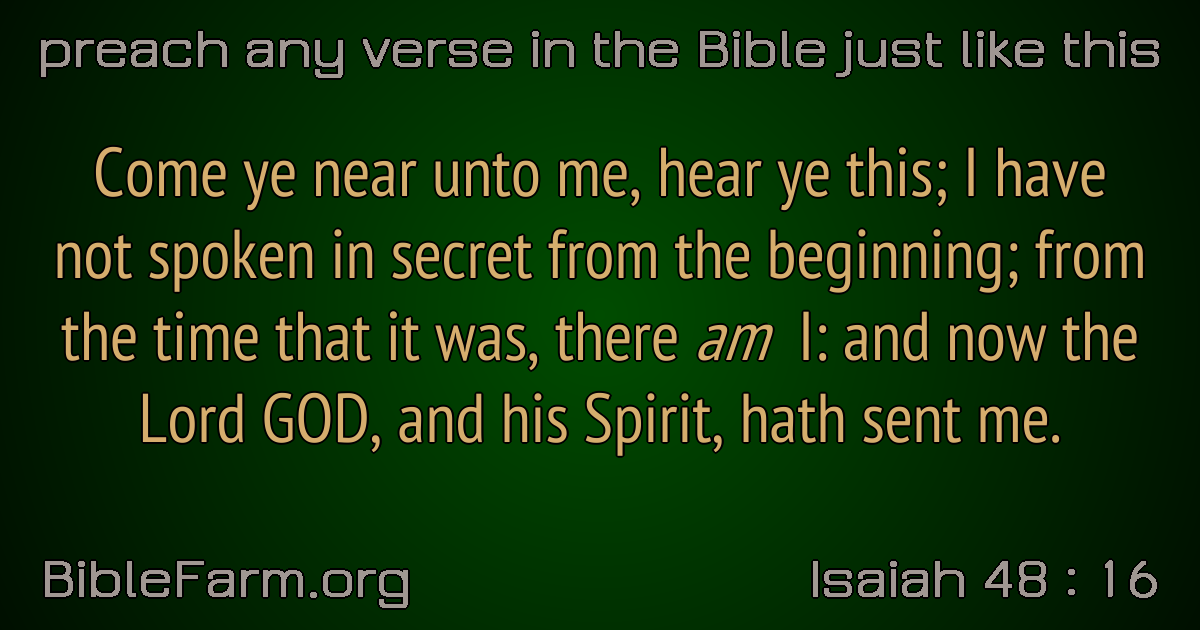 preach any verse in the Bible just like this
Come ye near unto me, hear ye this; I have
not spoken in secret from the beginning; from
the time that it was, there am I: and now the
Lord GOD, and his Spirit, hath sent me.
BibleFarm.org
Isaiah 48 : 16